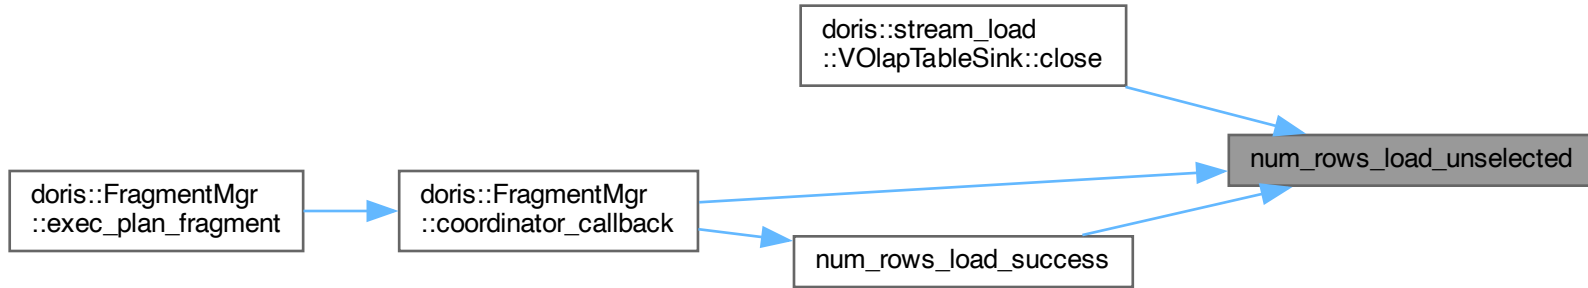 doris::stream_load
::VOlapTableSink::close
num_rows_load_unselected
doris::FragmentMgr
::exec_plan_fragment
doris::FragmentMgr
::coordinator_callback
num_rows_load_success